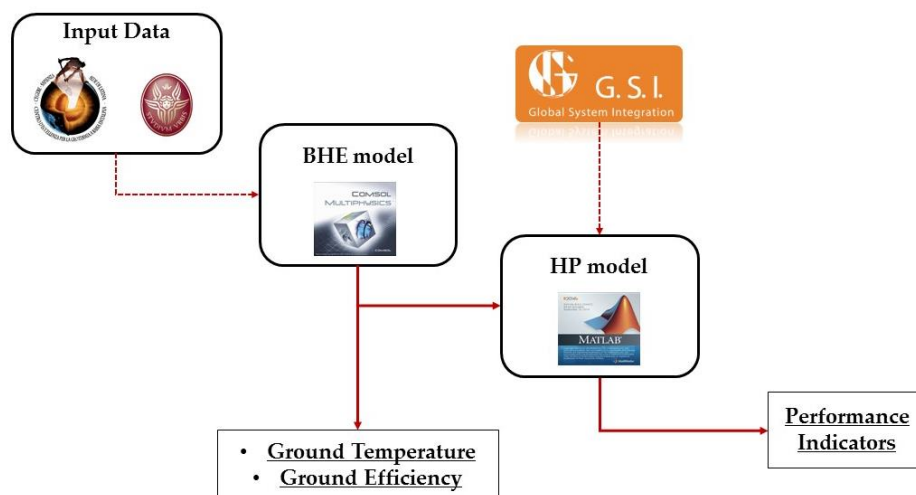 Input Data
G. S. I.
Global System Integration
BHE model
COMSOL
MULTIPHYSICS
HP model
MATLAB
• Ground Temperature
• Ground Efficiency
Performance
Indicators